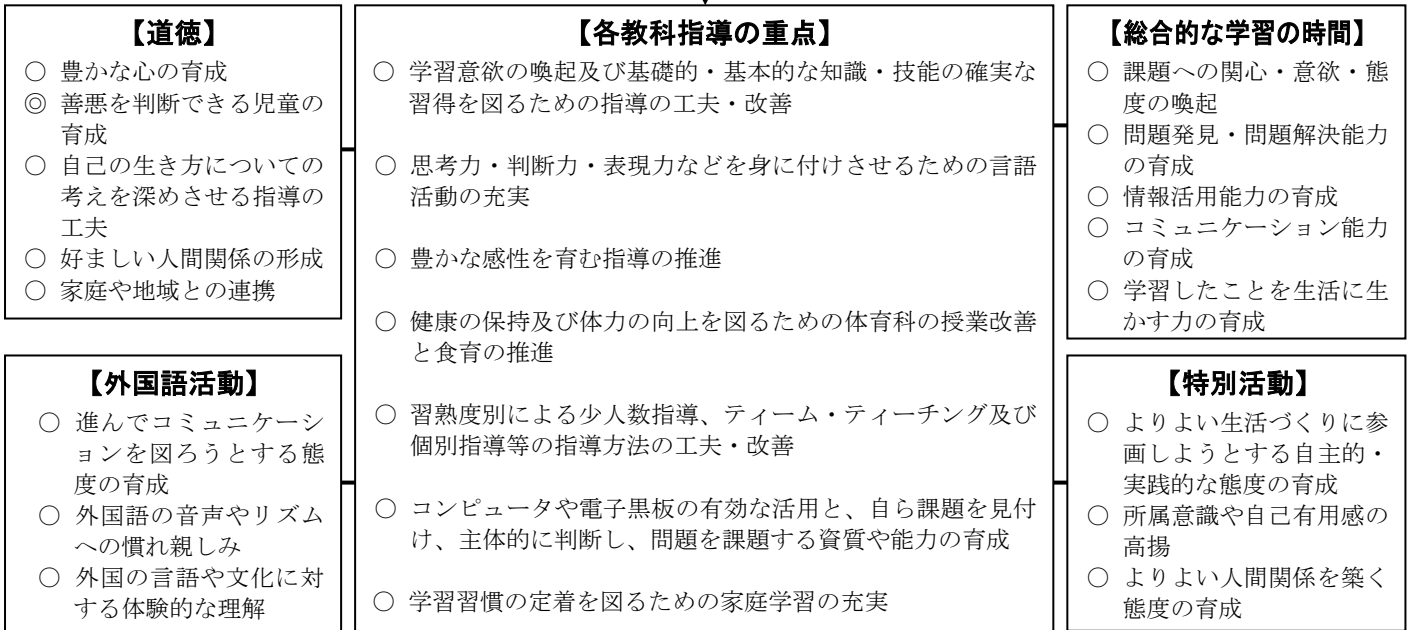 【道徳】
○ 豊かな心の育成
◎ 善悪を判断できる児童の
育成
○ 自己の生き方についての
考えを深めさせる指導の
工夫
○ 好ましい人間関係の形成
○ 家庭や地域との連携
【外国語活動】
○ 進んでコミュニケーシ
ョンを図ろうとする態
度の育成
○ 外国語の音声やリズム
への慣れ親しみ
○ 外国の言語や文化に対
する体験的な理解
【各教科指導の重点】
○ 学習意欲の喚起及び基礎的・基本的な知識・技能の確実な
習得を図るための指導の工夫・改善
○ 思考力・判断力・表現力などを身に付けさせるための言語
活動の充実
○ 豊かな感性を育む指導の推進
○ 健康の保持及び体力の向上を図るための体育科の授業改善
と食育の推進
○ 習熟度別による少人数指導、ティーム・ティーチング及び
個別指導等の指導方法の工夫・改善
○ コンピュータや電子黒板の有効な活用と、自ら課題を見付
け、主体的に判断し、問題を課題する資質や能力の育成
○ 学習習慣の定着を図るための家庭学習の充実
【総合的な学習の時間】
○ 課題への関心・意欲・態
度の喚起
○ 問題発見・問題解決能力
の育成
○ 情報活用能力の育成
○ コミュニケーション能力
の育成
○ 学習したことを生活に生
かす力の育成
【特別活動】
○ よりよい生活づくりに参
画しようとする自主的・
実践的な態度の育成
○ 所属意識や自己有用感の
高揚
○ よりよい人間関係を築く
態度の育成